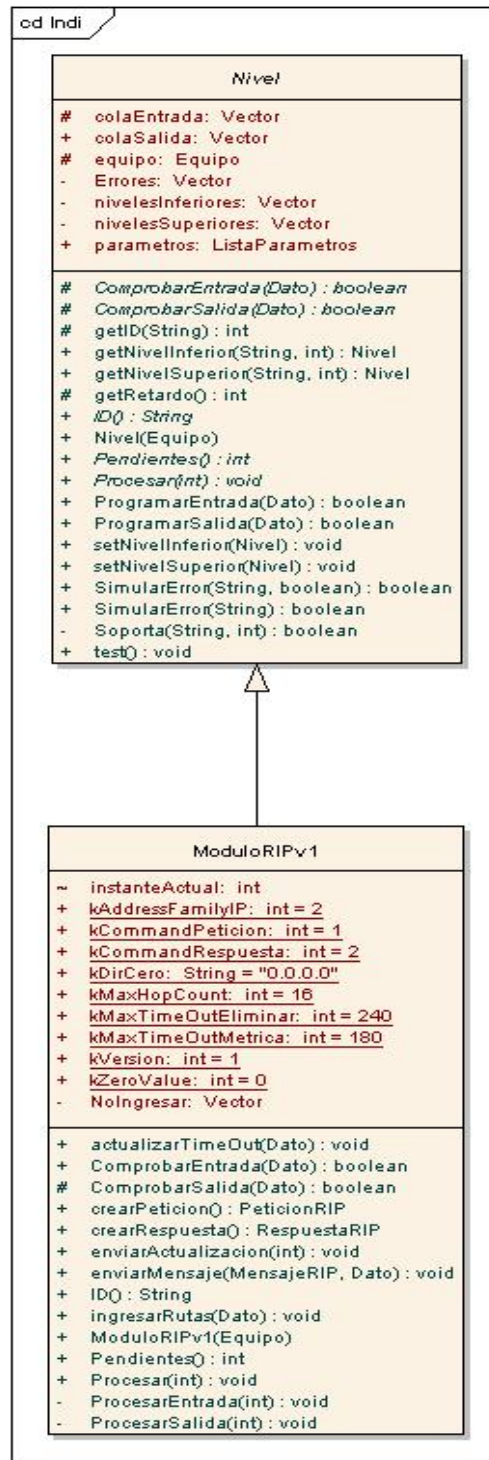 cd Indi
Nivel
# colaEntrada: Vector
+ colaSalida: Vector
# equipo: Equipo
- Errores: Vector
- nivelesInferiores: Vector
- nivelesSuperiores: Vector
+ parametros: ListaParametros
# ComprobarEntrada(Dato) : boolean
# ComprobarSalida(Dato) : boolean
# getID(String) : int
+ getNivelInferior(String, int) : Nivel
+ getNivelSuperior(String, int) : Nivel
# getRetardo() : int
+ ID() : String
+ Nivel(Equipo)
+ Pendientes() : int
+ Procesar(int) : void
+ ProgramarEntrada(Dato) : boolean
+ ProgramarSalida(Dato) : boolean
+ setNivelInferior(Nivel) : void
+ setNivelSuperior(Nivel) : void
+ SimularError(String, boolean) : boolean
+ SimularError(String) : boolean
- Soporta(String, int) : boolean
+ test() : void
ModuloRIPv1
~ instanteActual: int
+ kAddressFamilyIP: int = 2
+ kCommandPeticion: int = 1
+ kCommandRespuesta: int = 2
+ kDirCero: String = "0.0.0.0"
+ kMaxHopCount: int = 16
+ kMaxTimeOutEliminar: int = 240
+ kMaxTimeOutMetrica: int = 180
+ kVersion: int = 1
+ kZeroValue: int = 0
- NoIngresar: Vector
+ actualizarTimeOut(Dato) : void
+ ComprobarEntrada(Dato) : boolean
# ComprobarSalida(Dato) : boolean
+ crearPeticion() : PeticionRIP
+ crearRespuesta() : RespuestaRIP
+ enviarActualizacion(int) : void
+ enviarMensaje(MensajeRIP, Dato) : void
+ ID() : String
+ ingresarRutas(Dato) : void
+ ModuloRIPv1(Equipo)
+ Pendientes() : int
+ Procesar(int) : void
- ProcesarEntrada(int) : void
- ProcesarSalida(int) : void